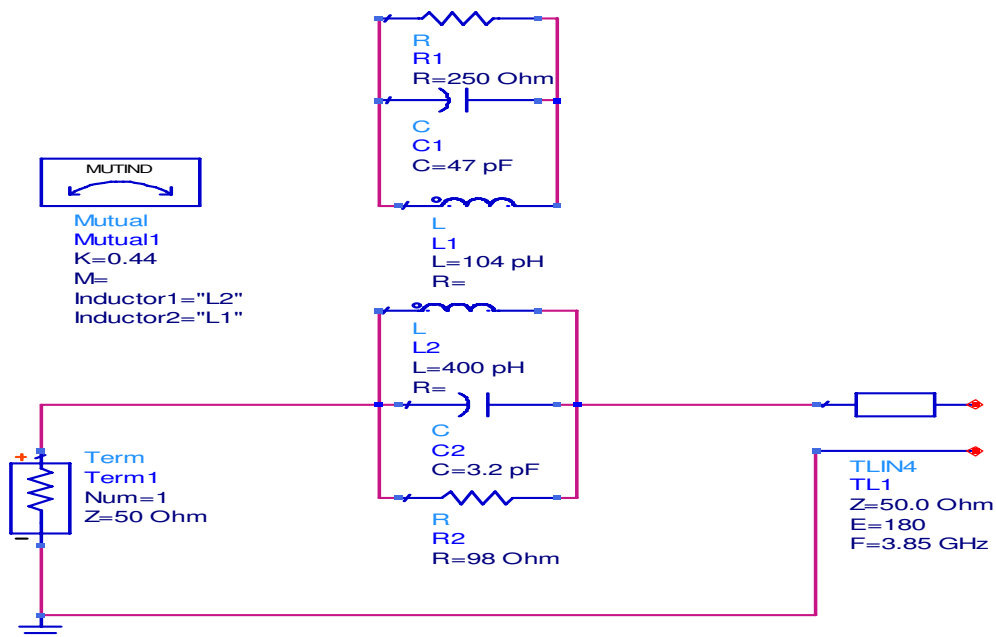 R
R1
R=250 Ohm
C
C1
C=47 pF
MUTIND
Mutual
Mutual1
K=0.44
M=
Inductor1="L2"
Inductor2="L1"
L
L1
L=104 pH
R=
L
L2
L=400 pH
R=
C
C2
C=3.2 pF
R
R2
R=98 Ohm
+
Term
Term1
Num=1
Z=50 Ohm
–
TLIN4
TL1
Z=50.0 Ohm
E=180
F=3.85 GHz